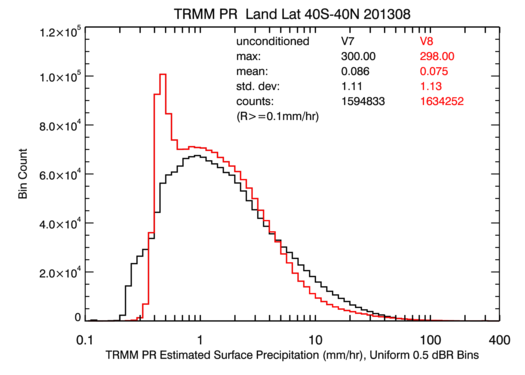 TRMM PR Land Lat 40S-40N 201308
1.2×10⁵
1.0×10⁵
8.0×10⁴
6.0×10⁴
4.0×10⁴
2.0×10⁴
0
Bin Count
unconditioned V7 V8
max: 300.00 298.00
mean: 0.086 0.075
std. dev: 1.11 1.13
counts: 1594833 1634252
(R>=0.1mm/hr)
0.1 1 10 100 400
TRMM PR Estimated Surface Precipitation (mm/hr), Uniform 0.5 dBR Bins